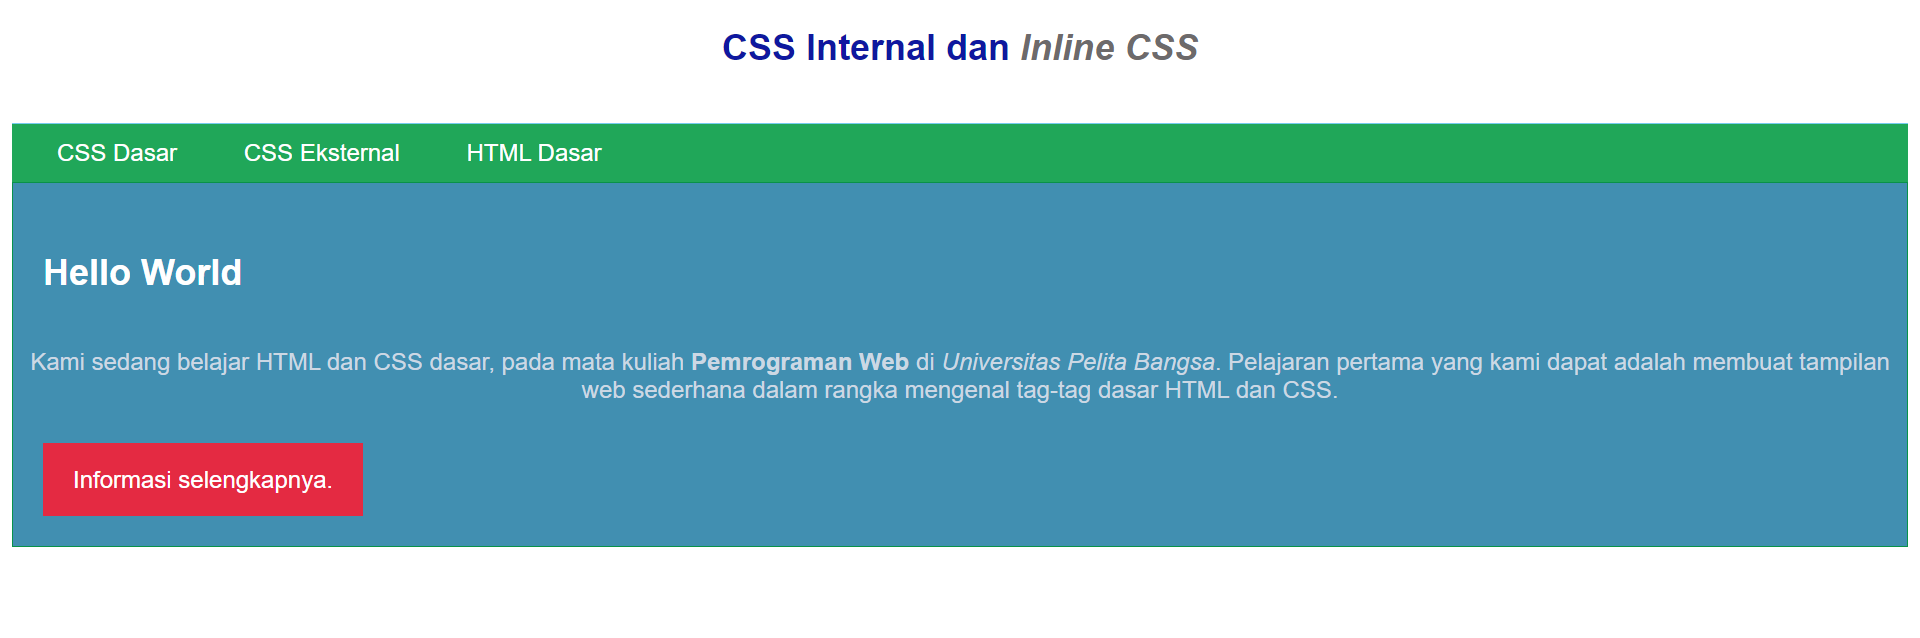 CSS Internal dan Inline CSS
CSS Dasar CSS Eksternal HTML Dasar
Hello World
Kami sedang belajar HTML dan CSS dasar, pada mata kuliah Pemrograman Web di Universitas Pelita Bangsa. Pelajaran pertama yang kami dapat adalah membuat tampilan
web sederhana dalam rangka mengenal tag-tag dasar HTML dan CSS.
Informasi selengkapnya.